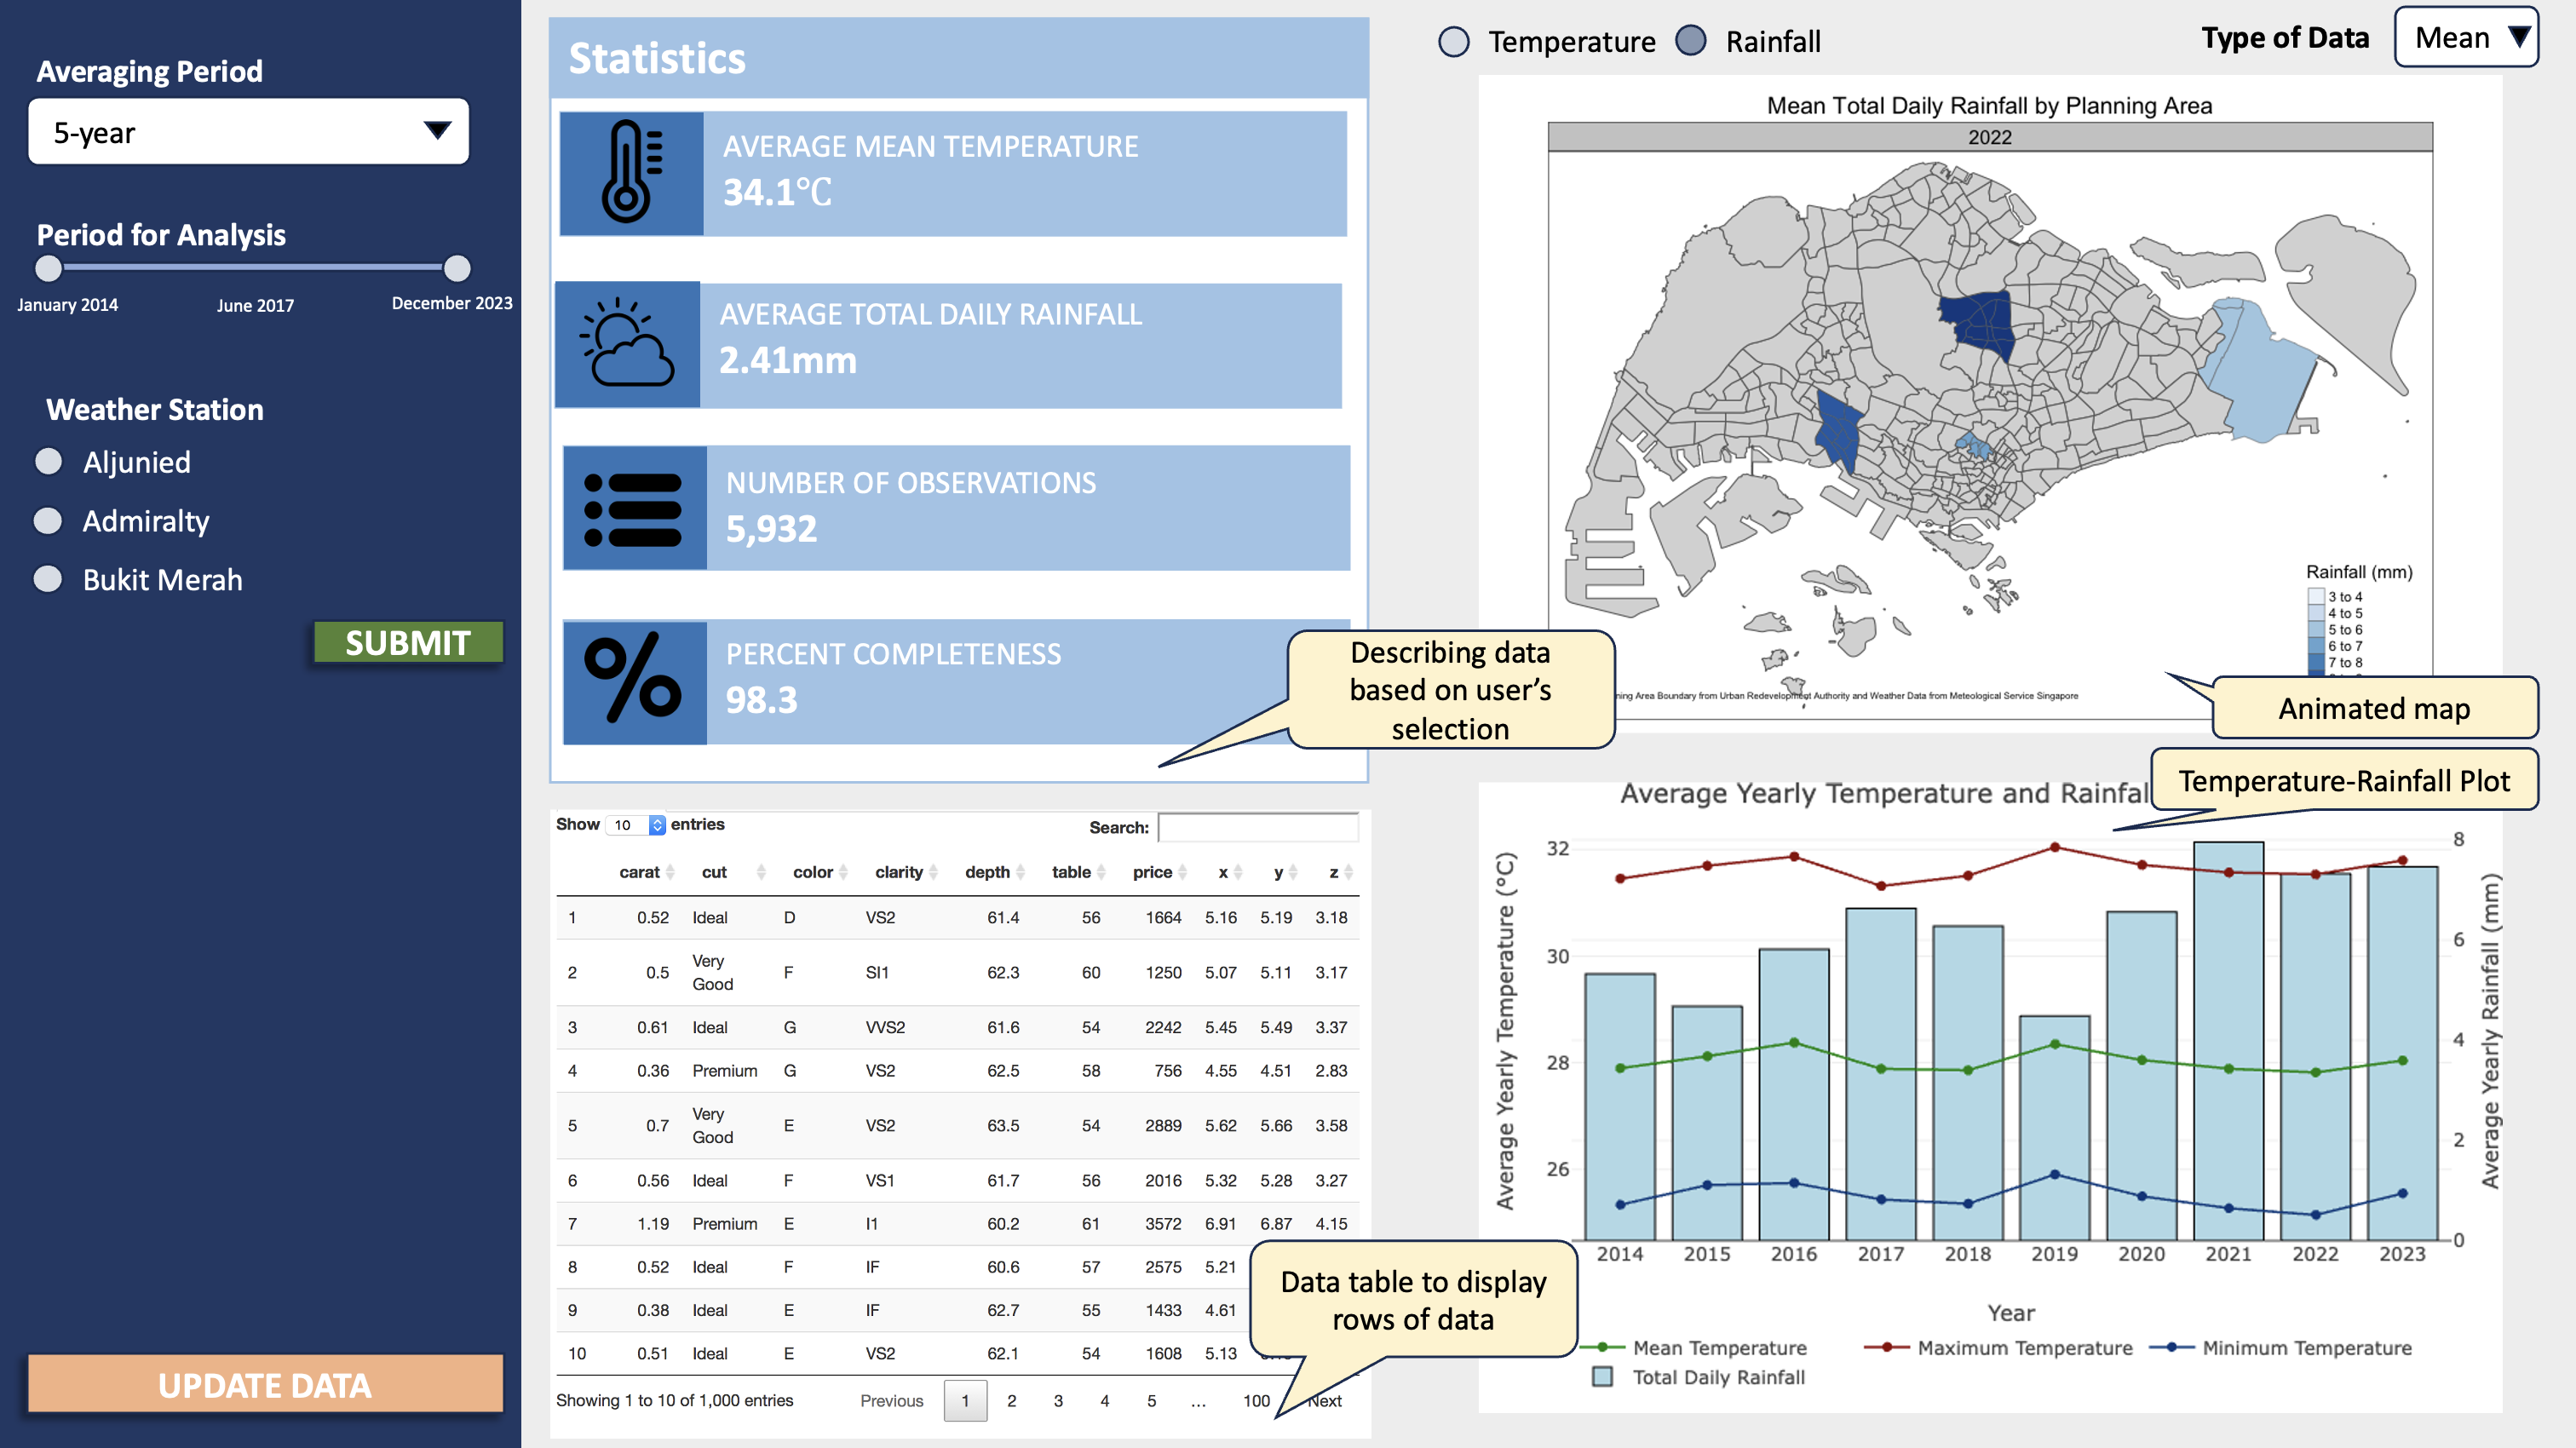 Averaging Period
5-year
Period for Analysis
January 2014
June 2017
December 2023
Weather Station
Aljunied
Admiralty
Bukit Merah
SUBMIT
UPDATE DATA
Statistics
AVERAGE MEAN TEMPERATURE
34.1℃
AVERAGE TOTAL DAILY RAINFALL
2.41mm
NUMBER OF OBSERVATIONS
5,932
PERCENT COMPLETENESS
98.3
Describing data
based on user’s
selection
Show 10 entries
Search:
carat cut color clarity depth table price x y z
1 0.52 Ideal D VS2 61.4 56 1664 5.16 5.19 3.18
2 0.5 Very Good F SI1 62.3 60 1250 5.07 5.11 3.17
3 0.61 Ideal G VVS2 61.6 54 2242 5.45 5.49 3.37
4 0.36 Premium G VS2 62.5 58 756 4.55 4.51 2.83
5 0.7 Very Good E VS2 63.5 54 2889 5.62 5.66 3.58
6 0.56 Ideal F VS1 61.7 56 2016 5.32 5.28 3.27
7 1.19 Premium E I1 60.2 61 3572 6.91 6.87 4.15
8 0.52 Ideal F IF 60.6 57 2575 5.21
9 0.38 Ideal E IF 62.7 55 1433 4.61
10 0.51 Ideal E VS2 62.1 54 1608 5.13
Showing 1 to 10 of 1,000 entries
Previous 1 2 3 4 5 ... 100 Next
Data table to display
rows of data
Temperature
Rainfall
Type of Data
Mean
Mean Total Daily Rainfall by Planning Area
2022
Rainfall (mm)
3 to 4
4 to 5
5 to 6
6 to 7
7 to 8
Area Boundary from Urban Redevelopment Authority and Weather Data from Meteological Service Singapore
Animated map
Temperature-Rainfall Plot
Average Yearly Temperature and Rainfal
Average Yearly Temperature (°C)
32
30
28
26
8
6
4
2
0
Average Yearly Rainfall (mm)
2014 2015 2016 2017 2018 2019 2020 2021 2022 2023
Year
Mean Temperature
Maximum Temperature
Minimum Temperature
Total Daily Rainfall